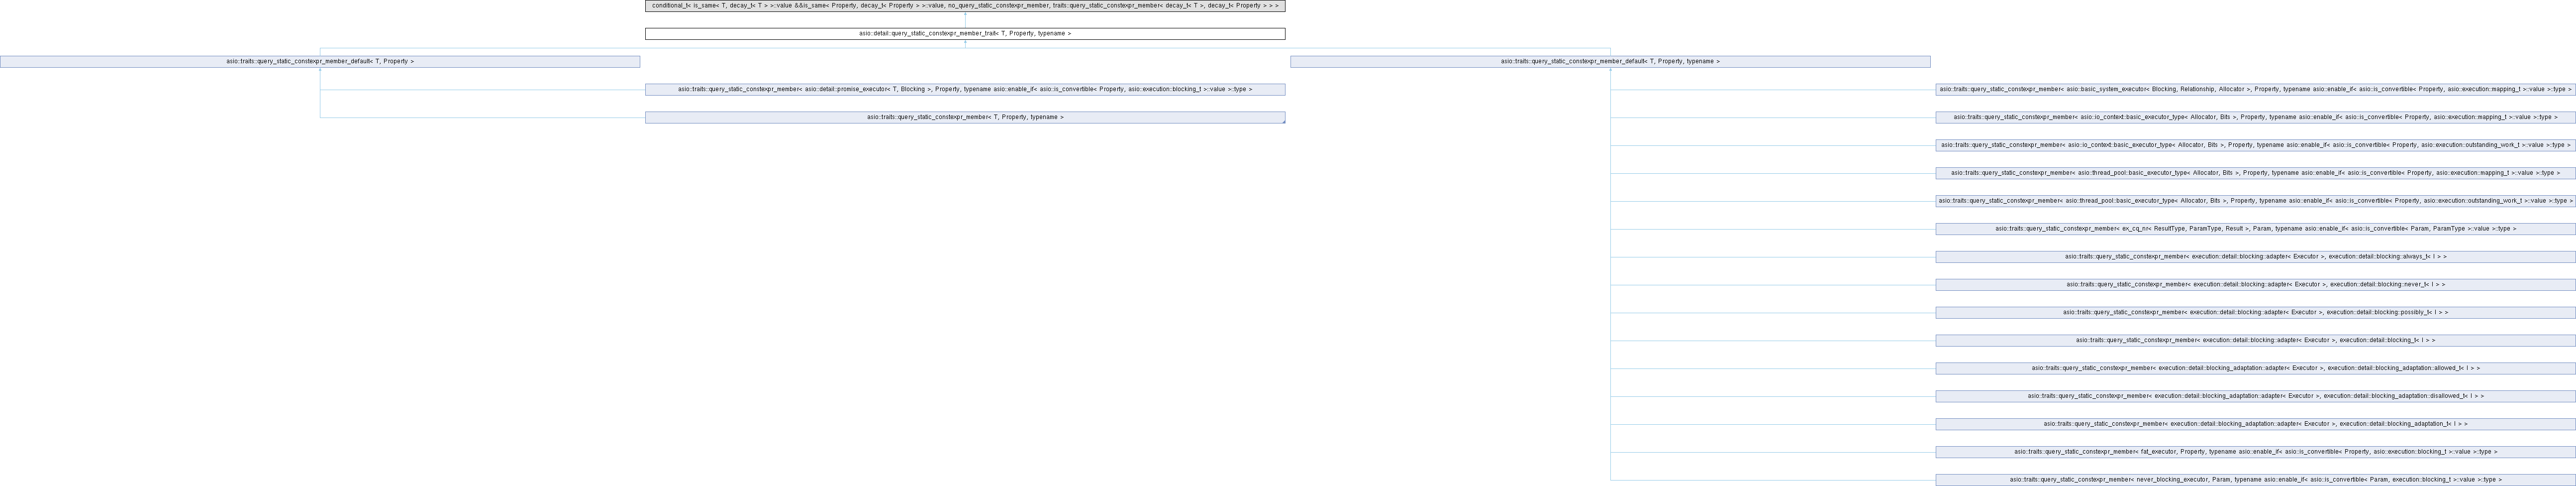 conditional_t< is_same< T, decay_t< T > >::value &&is_same< Property, decay_t< Property > >::value, no_query_static_constexpr_member, traits::query_static_constexpr_member< decay_t< T >, decay_t< Property > > >
asio::detail::query_static_constexpr_member_trait< T, Property, typename >
asio::traits::query_static_constexpr_member_default< T, Property >
asio::traits::query_static_constexpr_member_default< T, Property, typename >
asio::traits::query_static_constexpr_member< asio::detail::promise_executor< T, Blocking >, Property, typename asio::enable_if< asio::is_convertible< Property, asio::execution::blocking_t >::value >::type >
asio::traits::query_static_constexpr_member< T, Property, typename >
asio::traits::query_static_constexpr_member< asio::basic_system_executor< Blocking, Relationship, Allocator >, Property, typename asio::enable_if< asio::is_convertible< Property, asio::execution::mapping_t >::value >::type >
asio::traits::query_static_constexpr_member< asio::io_context::basic_executor_type< Allocator, Bits >, Property, typename asio::enable_if< asio::is_convertible< Property, asio::execution::mapping_t >::value >::type >
asio::traits::query_static_constexpr_member< asio::io_context::basic_executor_type< Allocator, Bits >, Property, typename asio::enable_if< asio::is_convertible< Property, asio::execution::outstanding_work_t >::value >::type >
asio::traits::query_static_constexpr_member< asio::thread_pool::basic_executor_type< Allocator, Bits >, Property, typename asio::enable_if< asio::is_convertible< Property, asio::execution::mapping_t >::value >::type >
asio::traits::query_static_constexpr_member< asio::thread_pool::basic_executor_type< Allocator, Bits >, Property, typename asio::enable_if< asio::is_convertible< Property, asio::execution::outstanding_work_t >::value >::type >
asio::traits::query_static_constexpr_member< ex_cq_nr< ResultType, ParamType, Result >, Param, typename asio::enable_if< asio::is_convertible< Param, ParamType >::value >::type >
asio::traits::query_static_constexpr_member< execution::detail::blocking::adapter< Executor >, execution::detail::blocking::always_t< I > >
asio::traits::query_static_constexpr_member< execution::detail::blocking::adapter< Executor >, execution::detail::blocking::never_t< I > >
asio::traits::query_static_constexpr_member< execution::detail::blocking::adapter< Executor >, execution::detail::blocking::possibly_t< I > >
asio::traits::query_static_constexpr_member< execution::detail::blocking::adapter< Executor >, execution::detail::blocking_t< I > >
asio::traits::query_static_constexpr_member< execution::detail::blocking_adaptation::adapter< Executor >, execution::detail::blocking_adaptation::allowed_t< I > >
asio::traits::query_static_constexpr_member< execution::detail::blocking_adaptation::adapter< Executor >, execution::detail::blocking_adaptation::disallowed_t< I > >
asio::traits::query_static_constexpr_member< execution::detail::blocking_adaptation::adapter< Executor >, execution::detail::blocking_adaptation_t< I > >
asio::traits::query_static_constexpr_member< fat_executor, Property, typename asio::enable_if< asio::is_convertible< Property, asio::execution::blocking_t >::value >::type >
asio::traits::query_static_constexpr_member< never_blocking_executor, Param, typename asio::enable_if< asio::is_convertible< Param, execution::blocking_t >::value >::type >